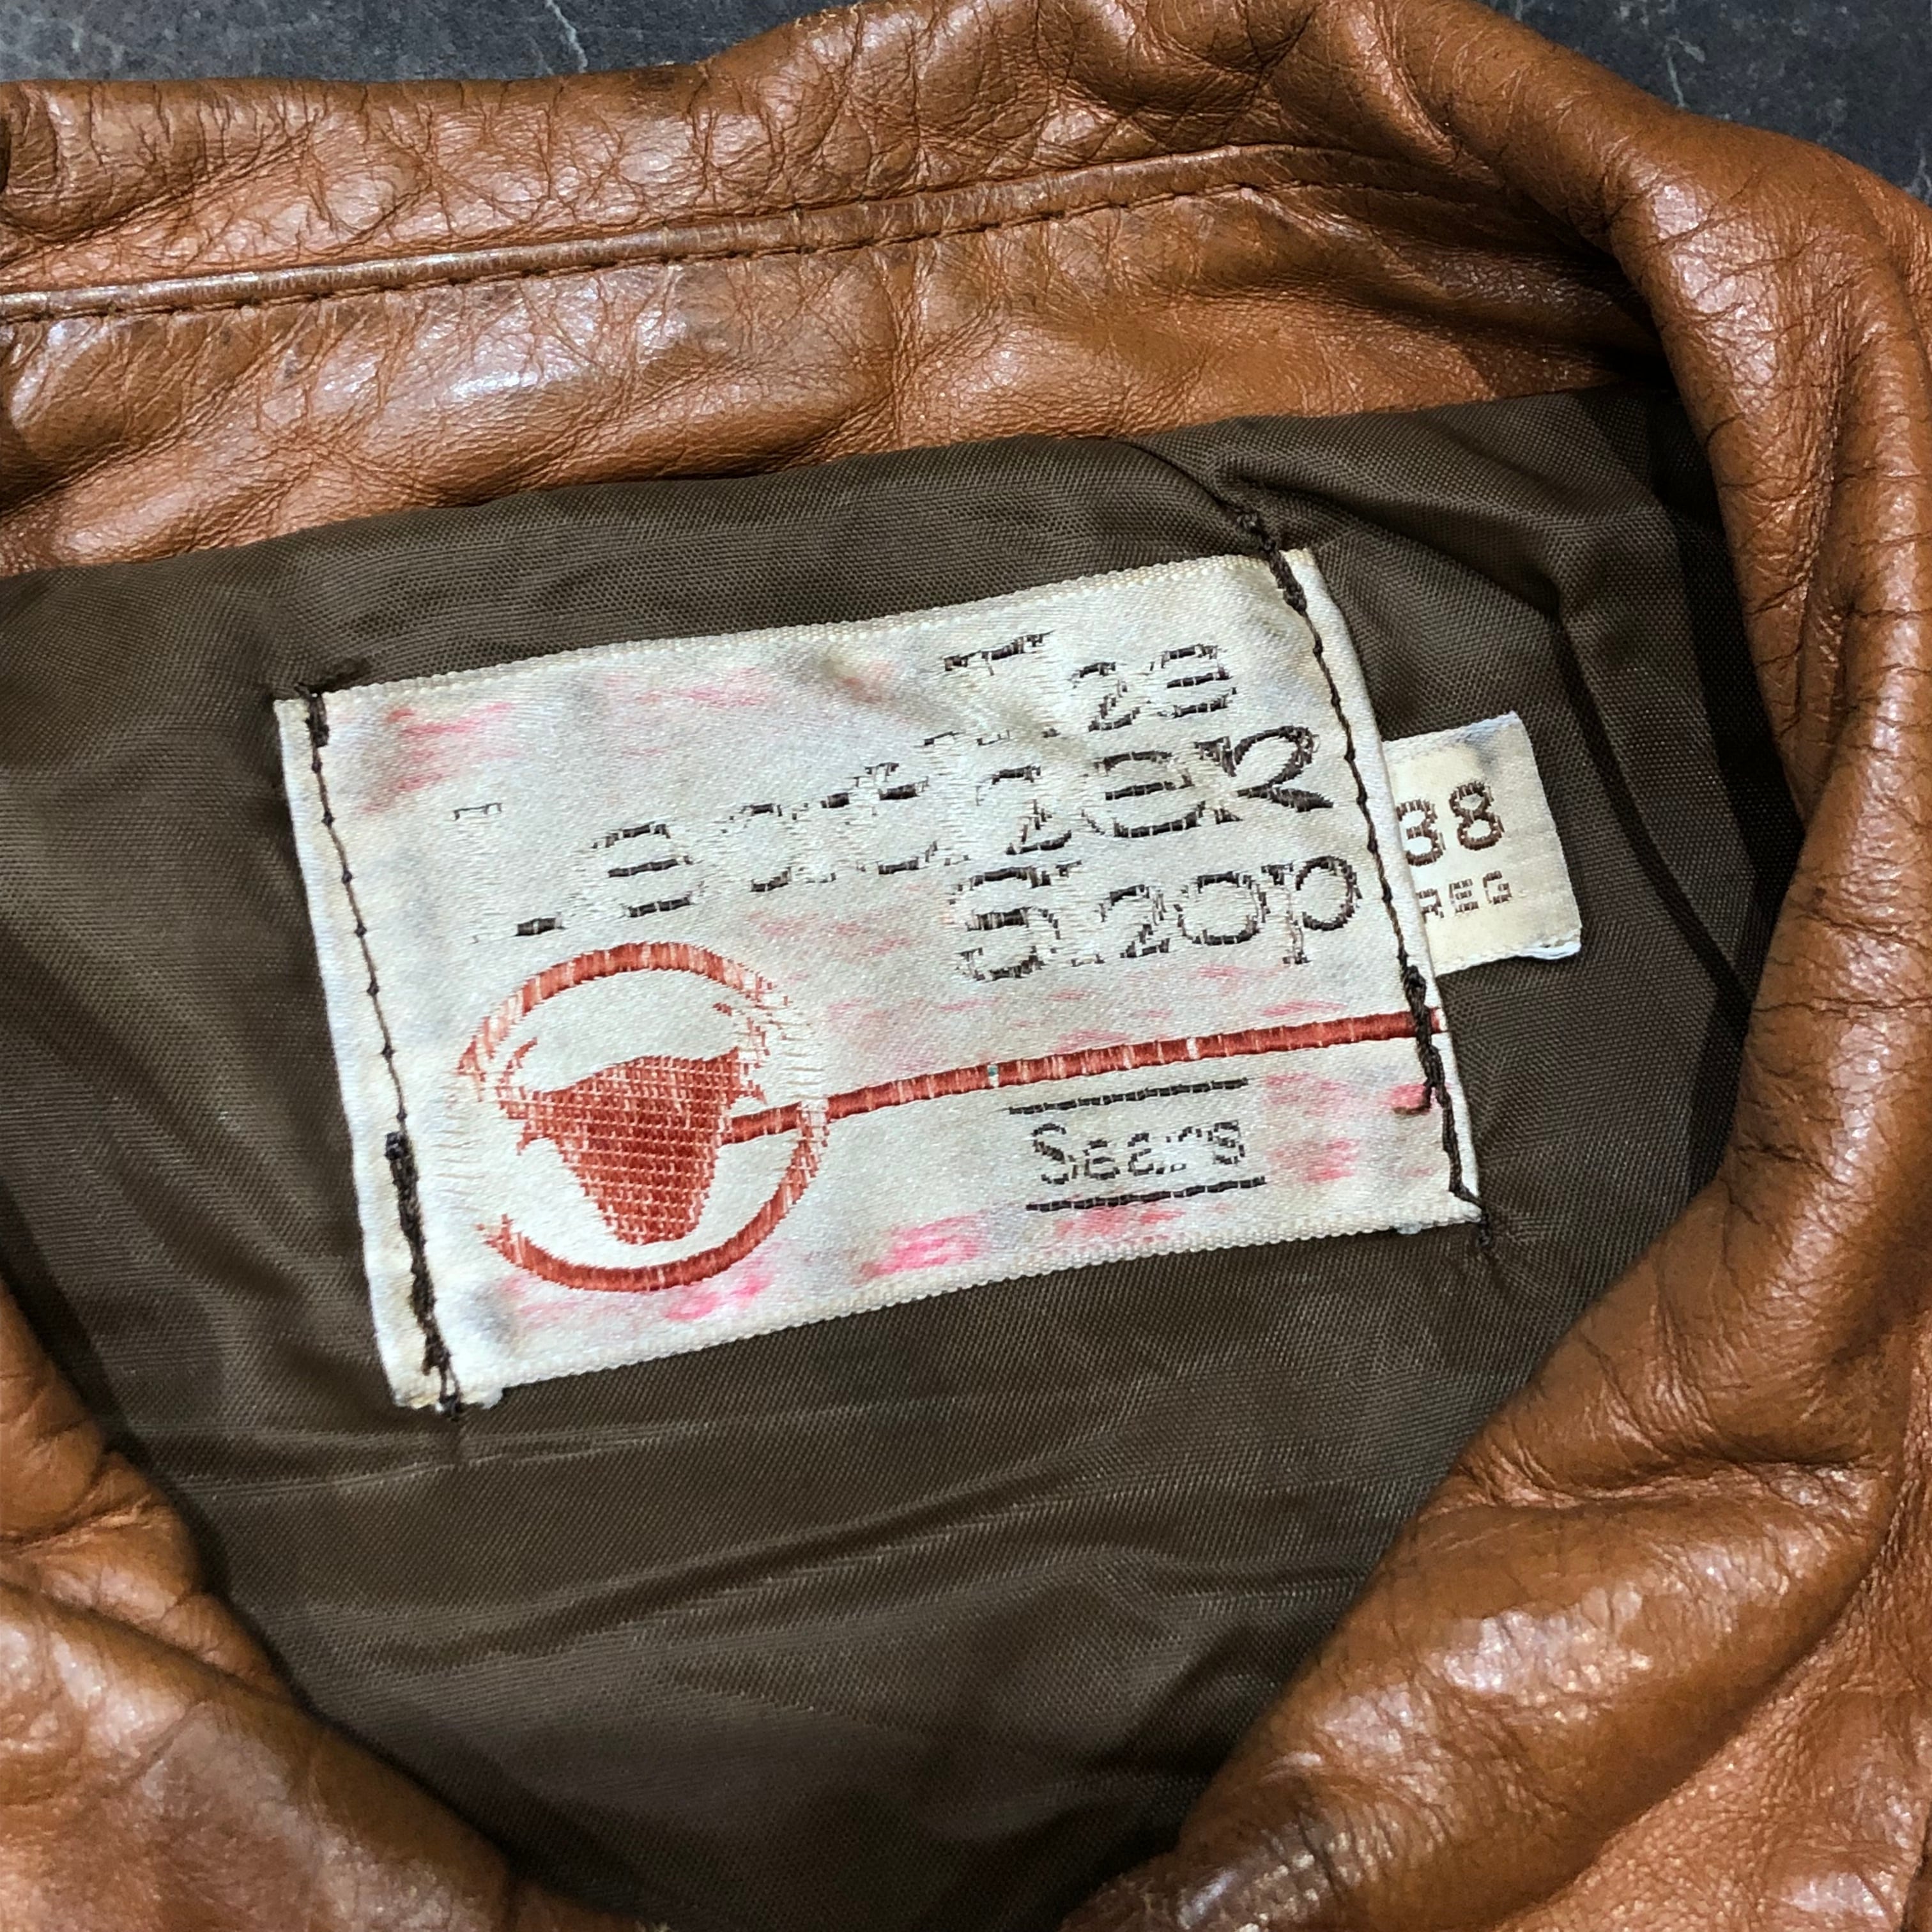 The
Leather
Shop
Sears
38
REG